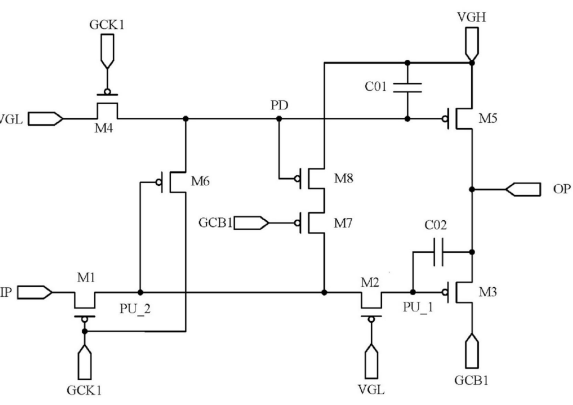 GCK1
VGH
C01
VGL
M4
PD
M5
M6
M8
GCB1
M7
OP
C02
M1
M2
M3
IP
PU_2
PU_1
GCK1
VGL
GCB1